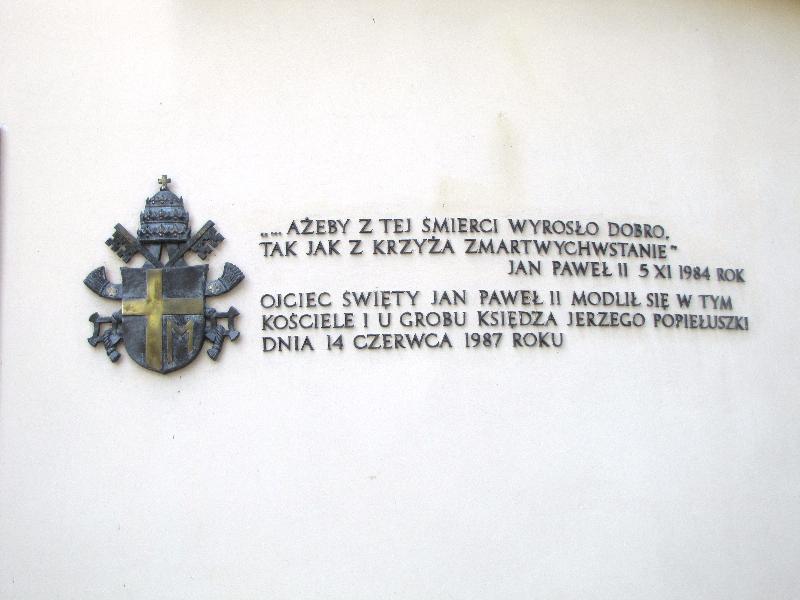 „... AŻEBY Z TEJ ŚMIERCI WYROSŁO DOBRO,
TAK JAK Z KRZYŻA ZMARTWYCHWSTANIE”
JAN PAWEŁ II 5 XI 1984 ROK
OJCIEC ŚWIĘTY JAN PAWEŁ II MODLIŁ SIĘ W TYM
KOŚCIELE I U GROBU KSIĘDZA JERZEGO POPIEŁUSZKI
DNIA 14 CZERWCA 1987 ROKU
M